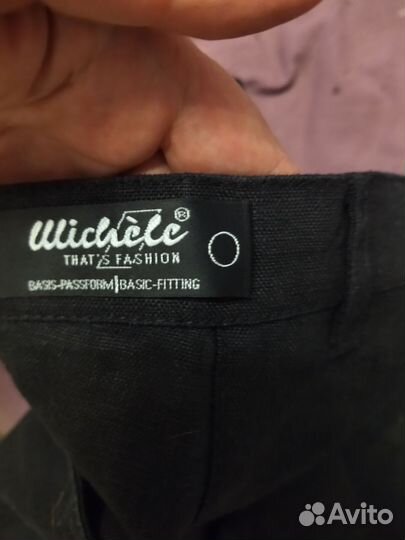 Michèle®
THAT'S FASHION
BASIS-PASSFORM|BASIC-FITTING
Avito